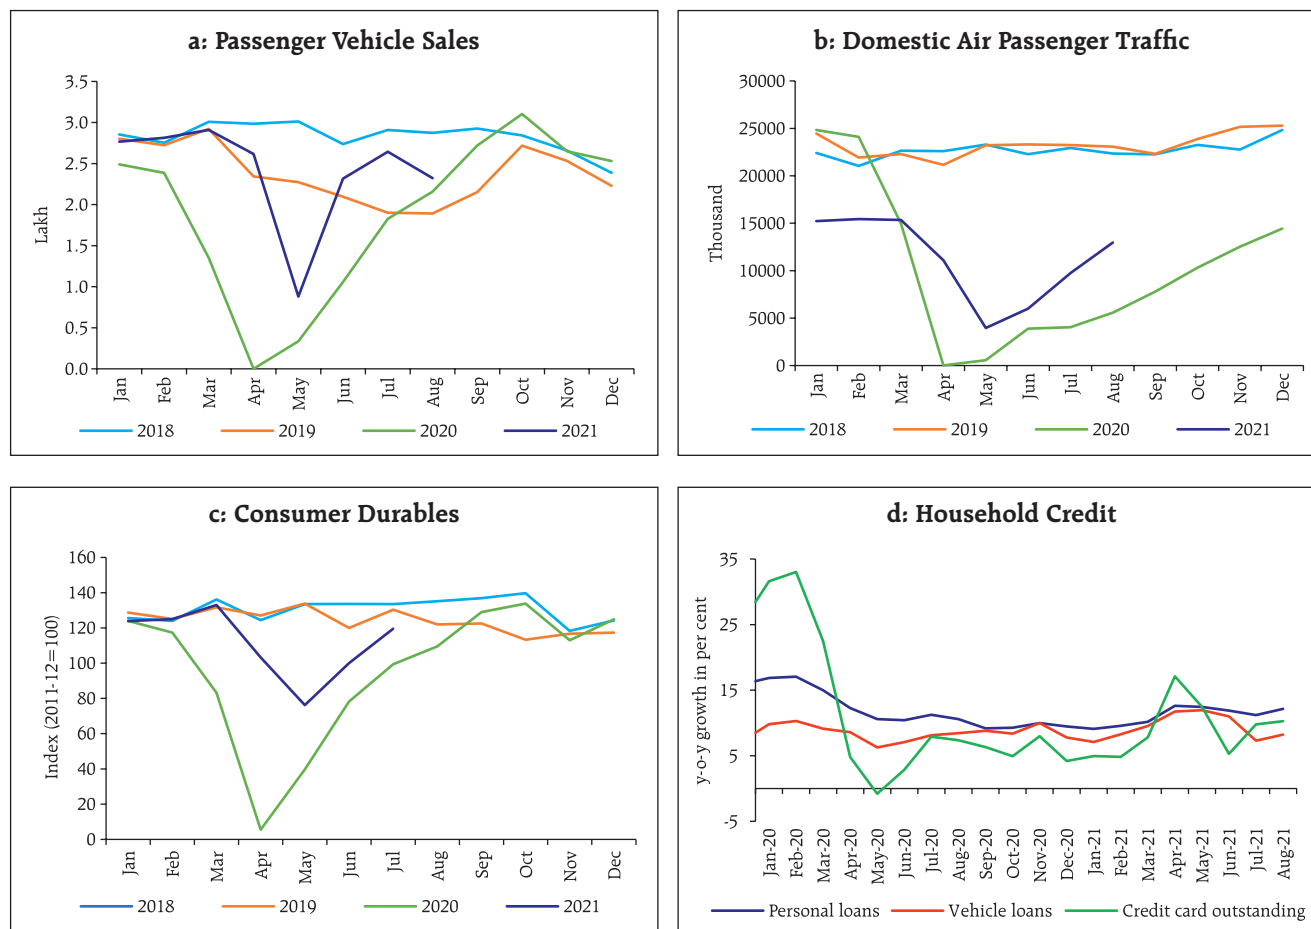 a: Passenger Vehicle Sales
3.5
3.0
2.5
2.0
1.5
1.0
0.5
0.0
Lakh
Jan
Feb
Mar
Apr
May
Jun
Jul
Aug
Sep
Oct
Nov
Dec
2018 2019 2020 2021
b: Domestic Air Passenger Traffic
30000
25000
20000
15000
10000
5000
0
Thousand
Jan
Feb
Mar
Apr
May
Jun
Jul
Aug
Sep
Oct
Nov
Dec
2018 2019 2020 2021
c: Consumer Durables
160
140
120
100
80
60
40
20
0
Index (2011-12=100)
Jan
Feb
Mar
Apr
May
Jun
Jul
Aug
Sep
Oct
Nov
Dec
2018 2019 2020 2021
d: Household Credit
35
25
15
5
-5
y-o-y growth in per cent
Jan-20
Feb-20
Mar-20
Apr-20
May-20
Jun-20
Jul-20
Aug-20
Sep-20
Oct-20
Nov-20
Dec-20
Jan-21
Feb-21
Mar-21
Apr-21
May-21
Jun-21
Jul-21
Aug-21
Personal loans Vehicle loans Credit card outstanding